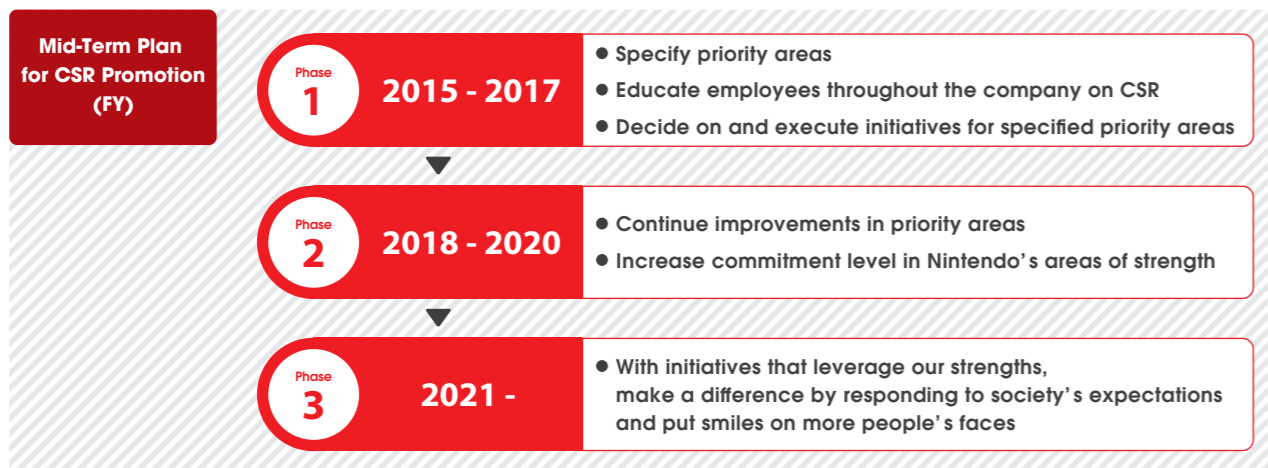 Mid-Term Plan
for CSR Promotion
(FY)
Phase
1
2015 - 2017
● Specify priority areas
● Educate employees throughout the company on CSR
● Decide on and execute initiatives for specified priority areas
Phase
2
2018 - 2020
● Continue improvements in priority areas
● Increase commitment level in Nintendo’s areas of strength
Phase
3
2021 -
● With initiatives that leverage our strengths,
make a difference by responding to society’s expectations
and put smiles on more people’s faces